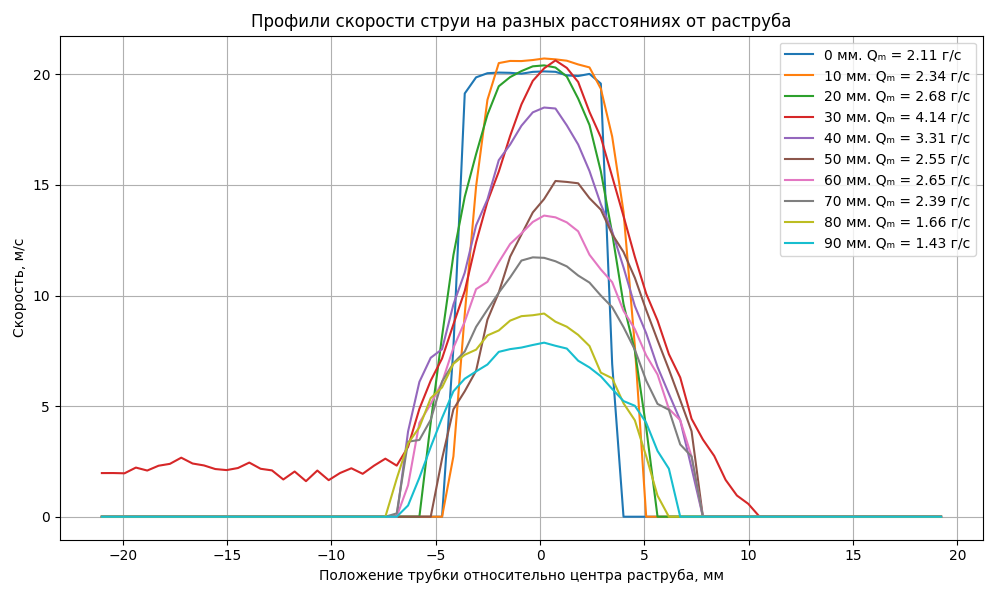 Профили скорости струи на разных расстояниях от раструба
Скорость, м/с
20
15
10
5
0
0 мм. Qₘ = 2.11 г/с
10 мм. Qₘ = 2.34 г/с
20 мм. Qₘ = 2.68 г/с
30 мм. Qₘ = 4.14 г/с
40 мм. Qₘ = 3.31 г/с
50 мм. Qₘ = 2.55 г/с
60 мм. Qₘ = 2.65 г/с
70 мм. Qₘ = 2.39 г/с
80 мм. Qₘ = 1.66 г/с
90 мм. Qₘ = 1.43 г/с
−20 −15 −10 −5 0 5 10 15 20
Положение трубки относительно центра раструба, мм